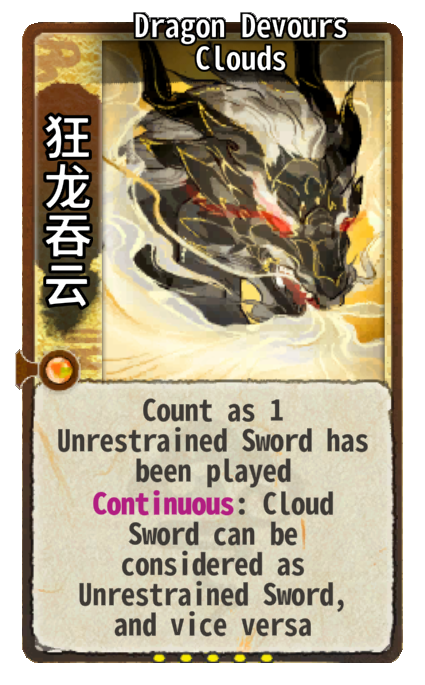 Dragon Devours
Clouds
狂龙吞云
Count as 1
Unrestrained Sword has
been played
Continuous: Cloud
Sword can be
considered as
Unrestrained Sword,
and vice versa